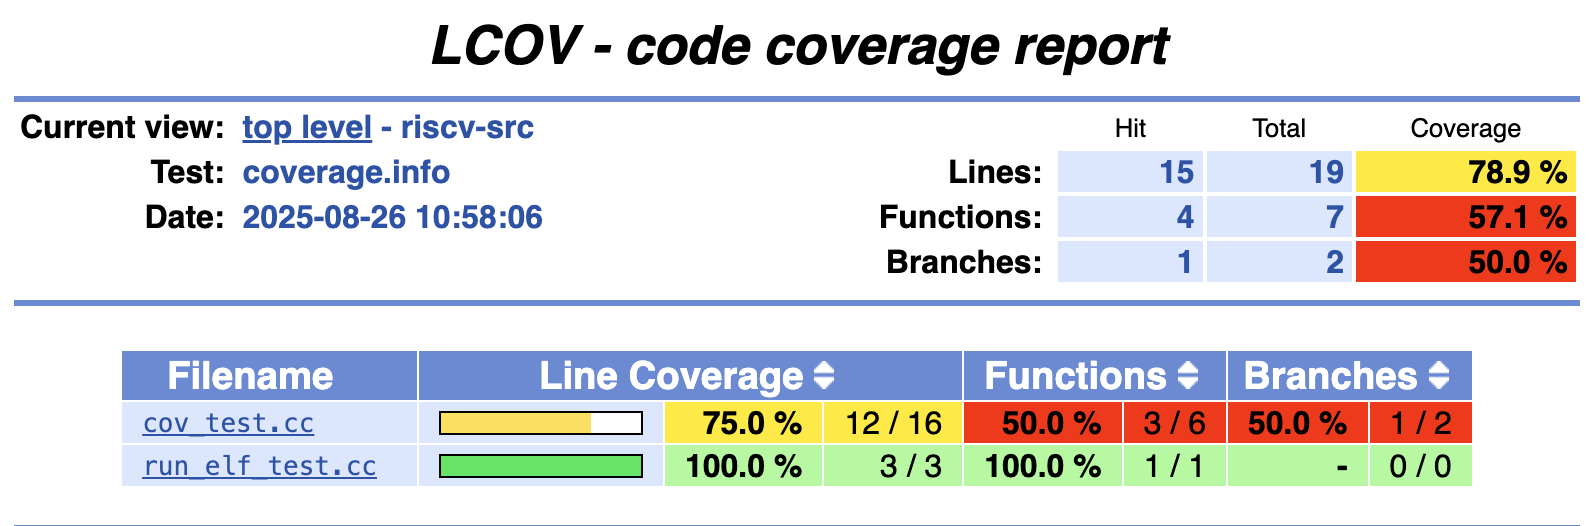 LCOV - code coverage report
Current view: top level - riscv-src
Hit Total Coverage
Test: coverage.info
Lines: 15 19 78.9 %
Date: 2025-08-26 10:58:06
Functions: 4 7 57.1 %
Branches: 1 2 50.0 %
Filename Line Coverage Functions Branches
cov_test.cc 75.0 % 12 / 16 50.0 % 3 / 6 50.0 % 1 / 2
run_elf_test.cc 100.0 % 3 / 3 100.0 % 1 / 1 - 0 / 0